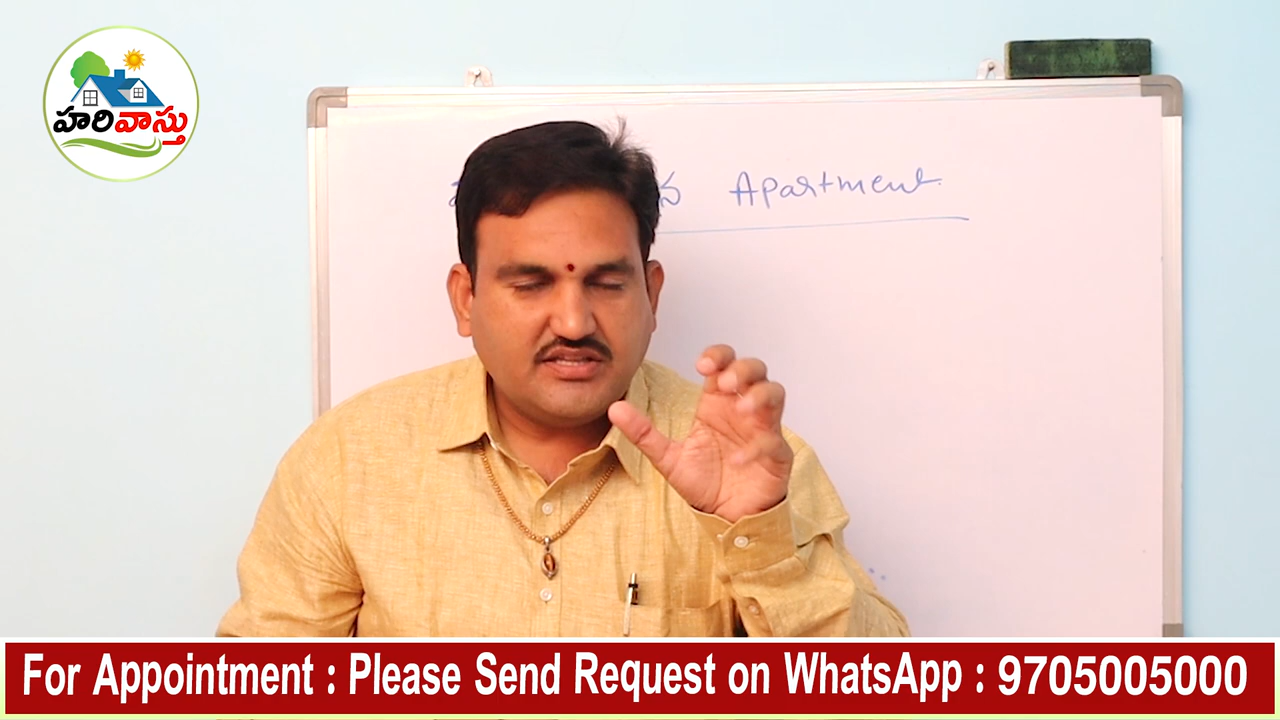 హరివాస్తు
Apartment
For Appointment : Please Send Request on WhatsApp : 9705005000